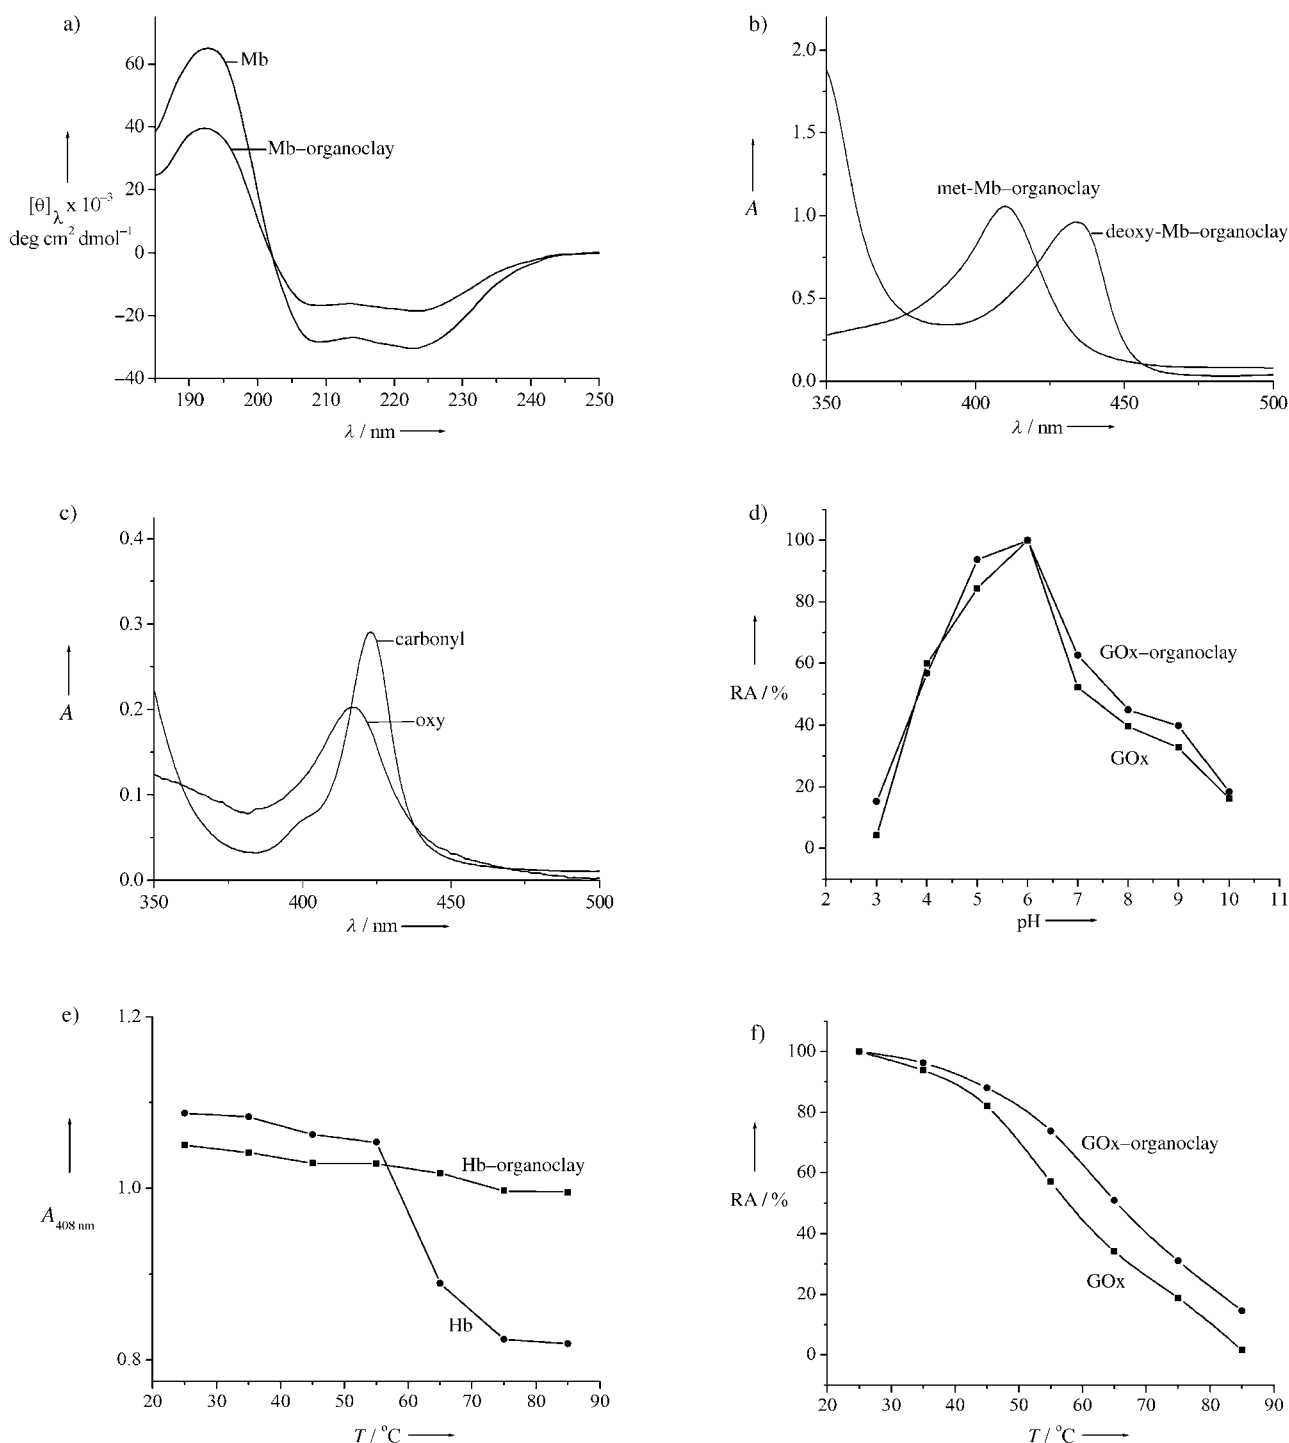 a)
60
40
20
0
−20
−40
[θ]λ x 10−3
deg cm2 dmol−1
Mb
Mb−organoclay
190 200 210 220 230 240 250
λ / nm
b)
2.0
1.5
1.0
0.5
0.0
A
met-Mb−organoclay
deoxy-Mb−organoclay
350 400 450 500
λ / nm
c)
0.4
0.3
0.2
0.1
0.0
A
carbonyl
oxy
350 400 450 500
λ / nm
d)
100
80
60
40
20
0
RA / %
GOx−organoclay
GOx
2 3 4 5 6 7 8 9 10 11
pH
e)
1.2
1.0
0.8
A408 nm
Hb−organoclay
Hb
20 30 40 50 60 70 80 90
T / °C
f)
100
80
60
40
20
0
RA / %
GOx−organoclay
GOx
20 30 40 50 60 70 80 90
T / °C